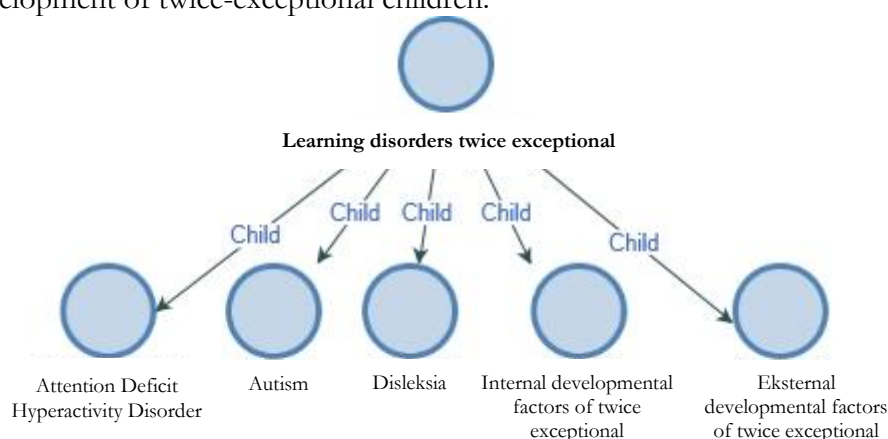 development of twice-exceptional children.
Learning disorders twice exceptional
Child
Child
Child
Child
Child
Attention Deficit
Hyperactivity Disorder
Autism
Disleksia
Internal developmental
factors of twice
exceptional
Eksternal
developmental factors
of twice exceptional